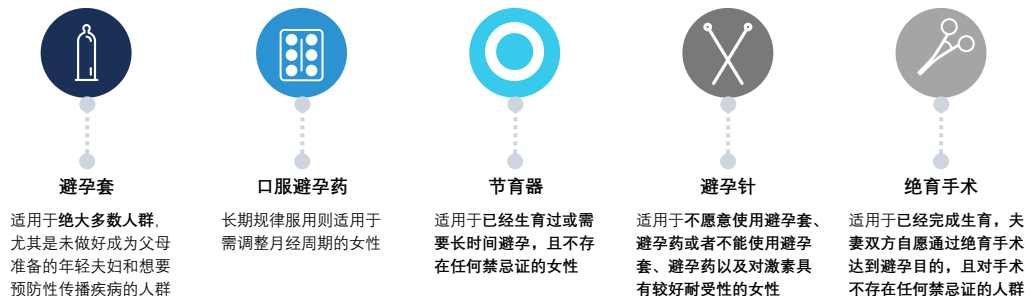 避孕套
适用于绝大多数人群,
尤其是未做好成为父母
准备的年轻夫妇和想要
预防性传播疾病的人群
口服避孕药
长期规律服用则适用于
需调整月经周期的女性
节育器
适用于已经生育过或需
要长时间避孕，且不存
在任何禁忌证的女性
避孕针
适用于不愿意使用避孕套、
避孕药或者不能使用避孕
套、避孕药以及对激素具
有较好耐受性的女性
绝育手术
适用于已经完成生育，夫
妻双方自愿通过绝育手术
达到避孕目的，且对手术
不存在任何禁忌证的人群